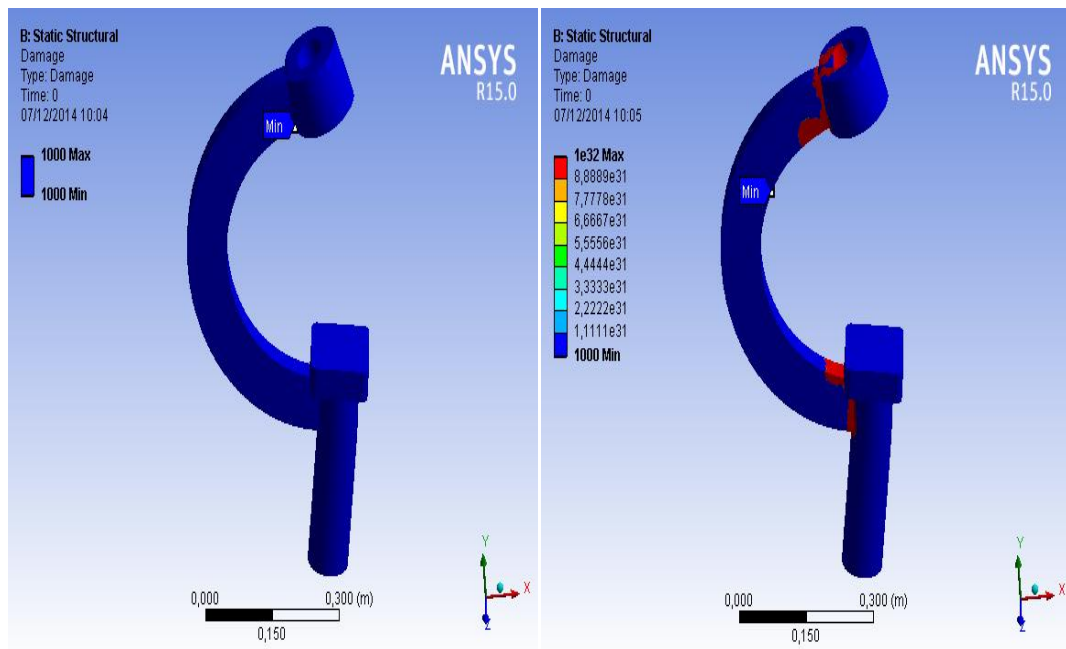 B: Static Structural
Damage
Type: Damage
Time: 0
07/12/2014 10:04
1000 Max
1000 Min
ANSYS
R15.0
Min
0,000
0,300 (m)
0,150
Y
X
Z
B: Static Structural
Damage
Type: Damage
Time: 0
07/12/2014 10:05
1e32 Max
8,8889e31
7,7778e31
6,6667e31
5,5556e31
4,4444e31
3,3333e31
2,2222e31
1,1111e31
1000 Min
ANSYS
R15.0
Min
0,000
0,300 (m)
0,150
Y
X
Z